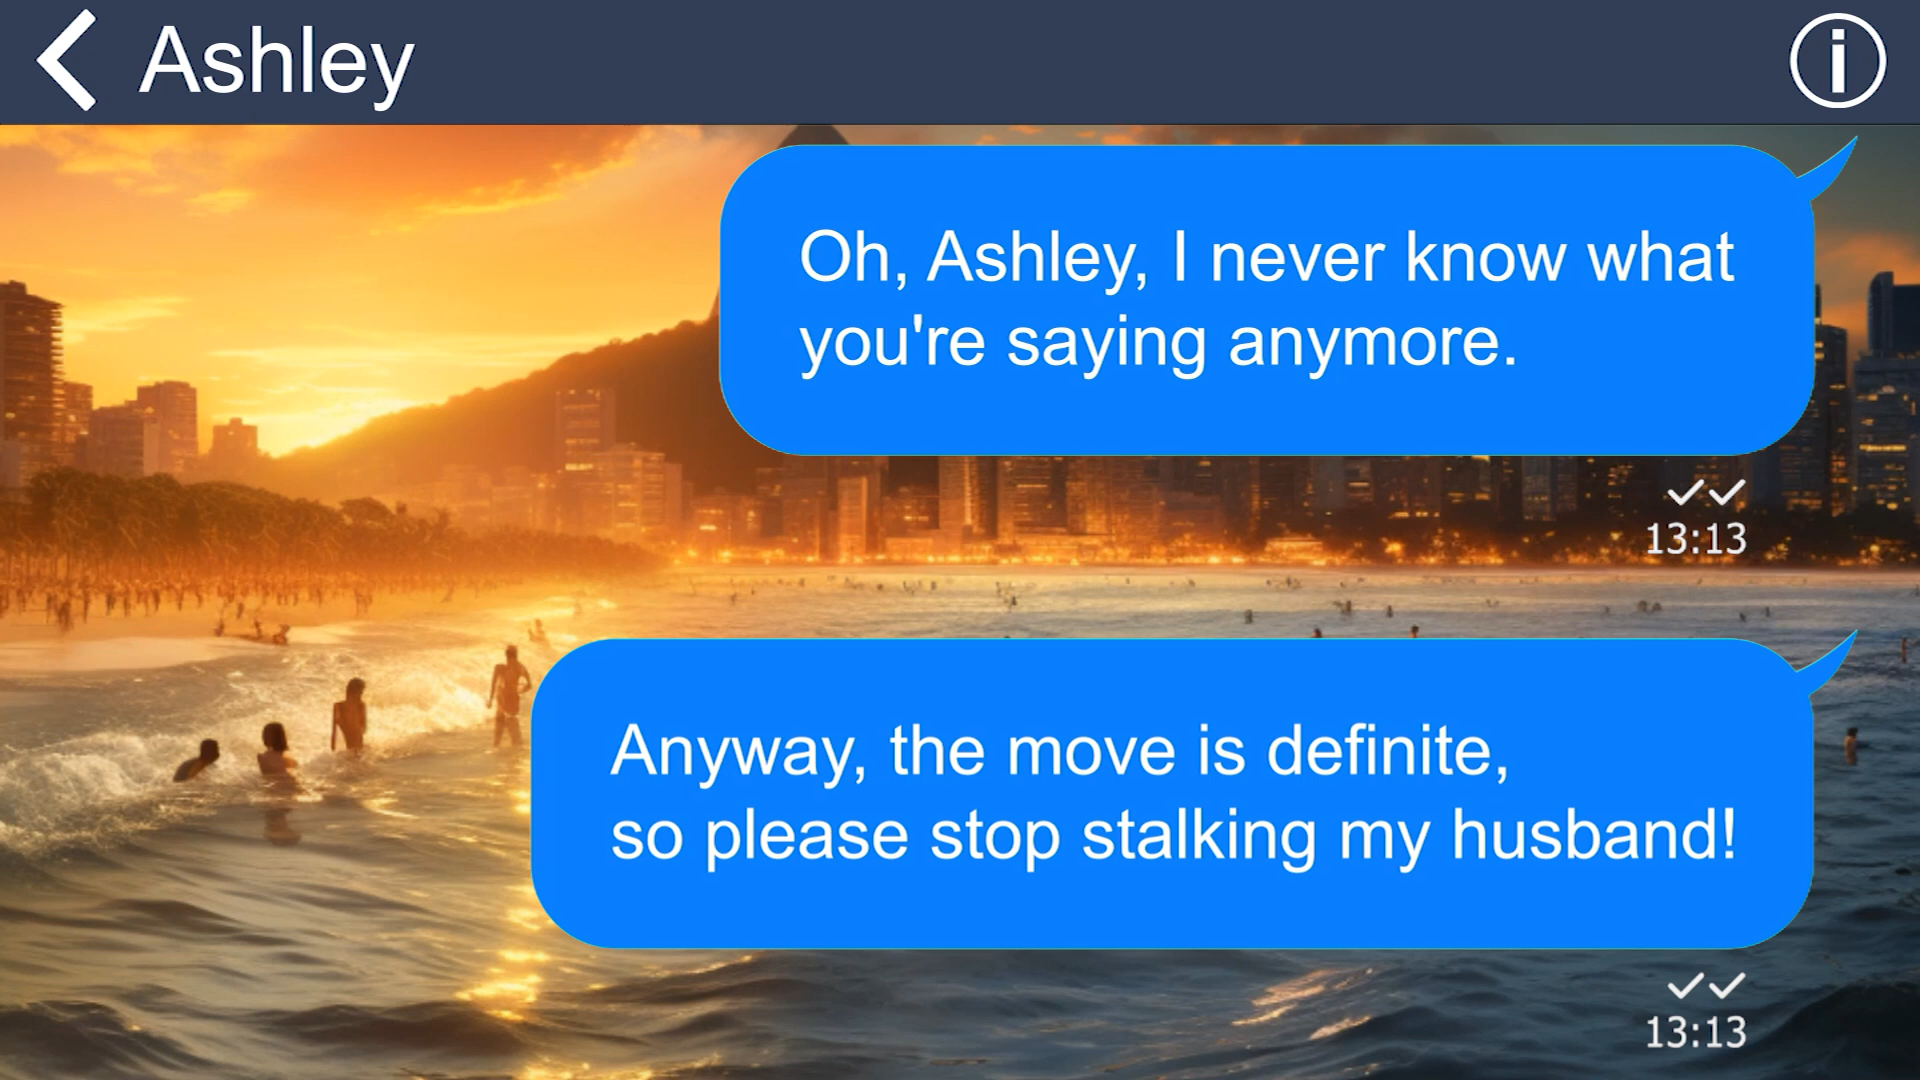 Ashley
Oh, Ashley, I never know what
you're saying anymore.
13:13
Anyway, the move is definite,
so please stop stalking my husband!
13:13